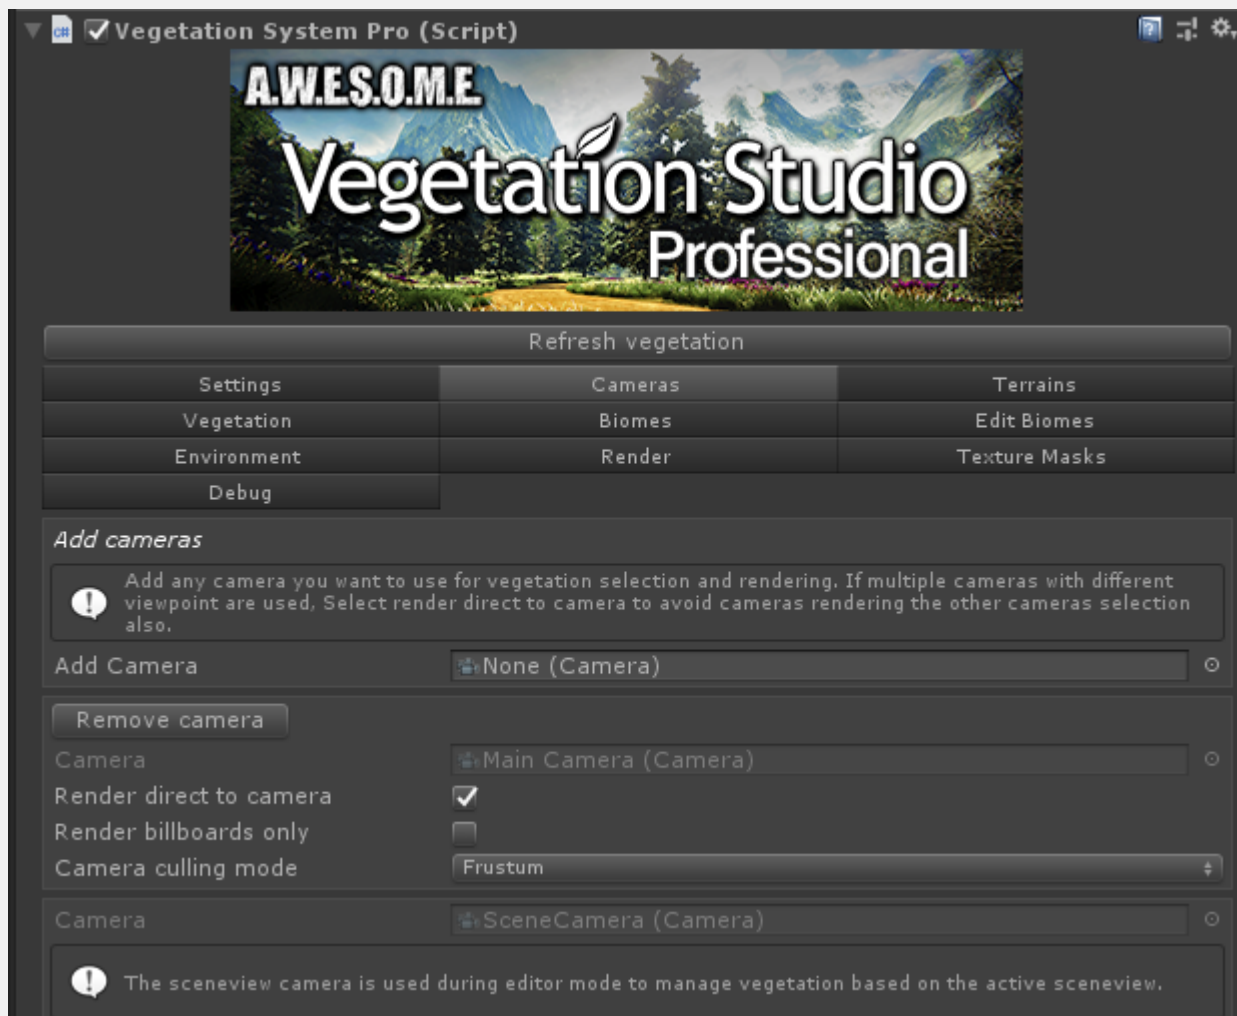 Vegetation System Pro (Script)
A.W.E.S.O.M.E.
Vegetation Studio
Professional
Refresh vegetation
Settings
Cameras
Terrains
Vegetation
Biomes
Edit Biomes
Environment
Render
Texture Masks
Debug
Add cameras
Add any camera you want to use for vegetation selection and rendering. If multiple cameras with different
viewpoint are used, Select render direct to camera to avoid cameras rendering the other cameras selection
also.
Add Camera
None (Camera)
Remove camera
Camera
Main Camera (Camera)
Render direct to camera
Render billboards only
Camera culling mode
Frustum
Camera
SceneCamera (Camera)
The sceneview camera is used during editor mode to manage vegetation based on the active sceneview.